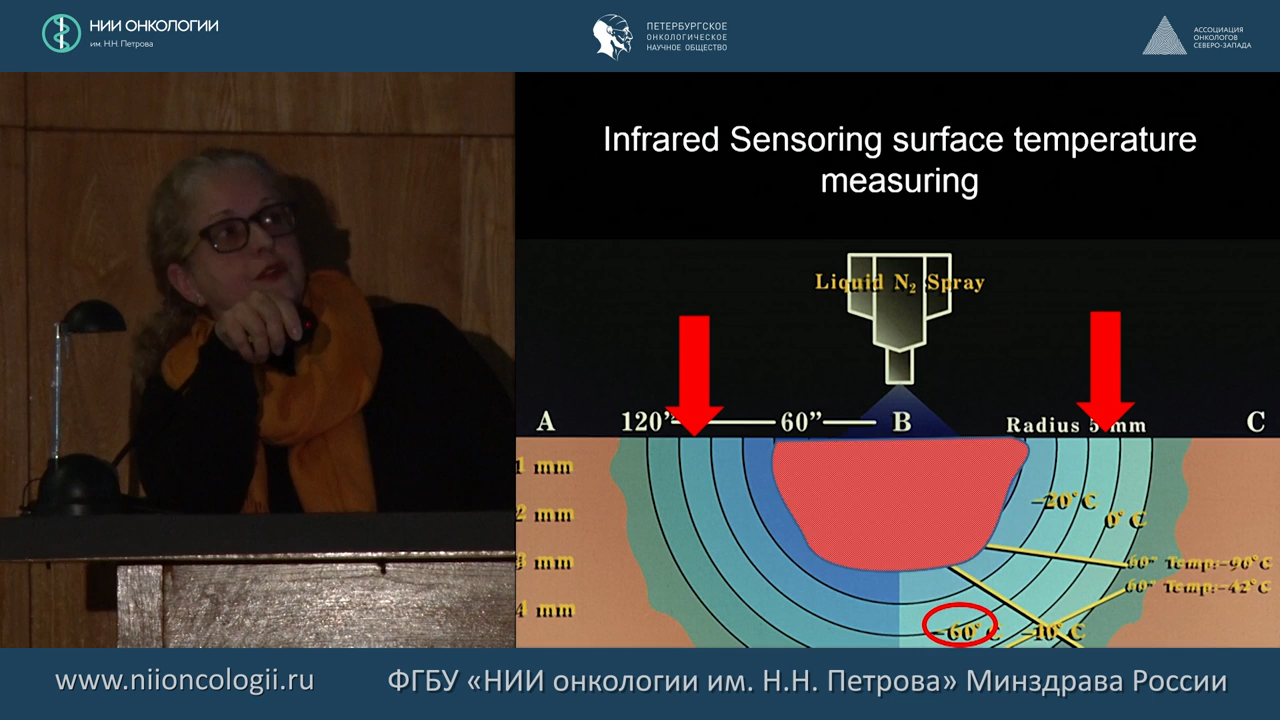 НИИ ОНКОЛОГИИ
им. Н.Н. Петрова
ПЕТЕРБУРГСКОЕ
ОНКОЛОГИЧЕСКОЕ
НАУЧНОЕ ОБЩЕСТВО
АССОЦИАЦИЯ
ОНКОЛОГОВ
СЕВЕРО-ЗАПАДА
Infrared Sensoring surface temperature
measuring
Liquid N₂ Spray
A 120” 60” B Radius 5 mm C
1 mm
2 mm
3 mm
4 mm
-20° C
0° C
60” Temp:-90°C
60” Temp:-42°C
-60° C -10° C
www.niioncologii.ru
ФГБУ «НИИ онкологии им. Н.Н. Петрова» Минздрава России